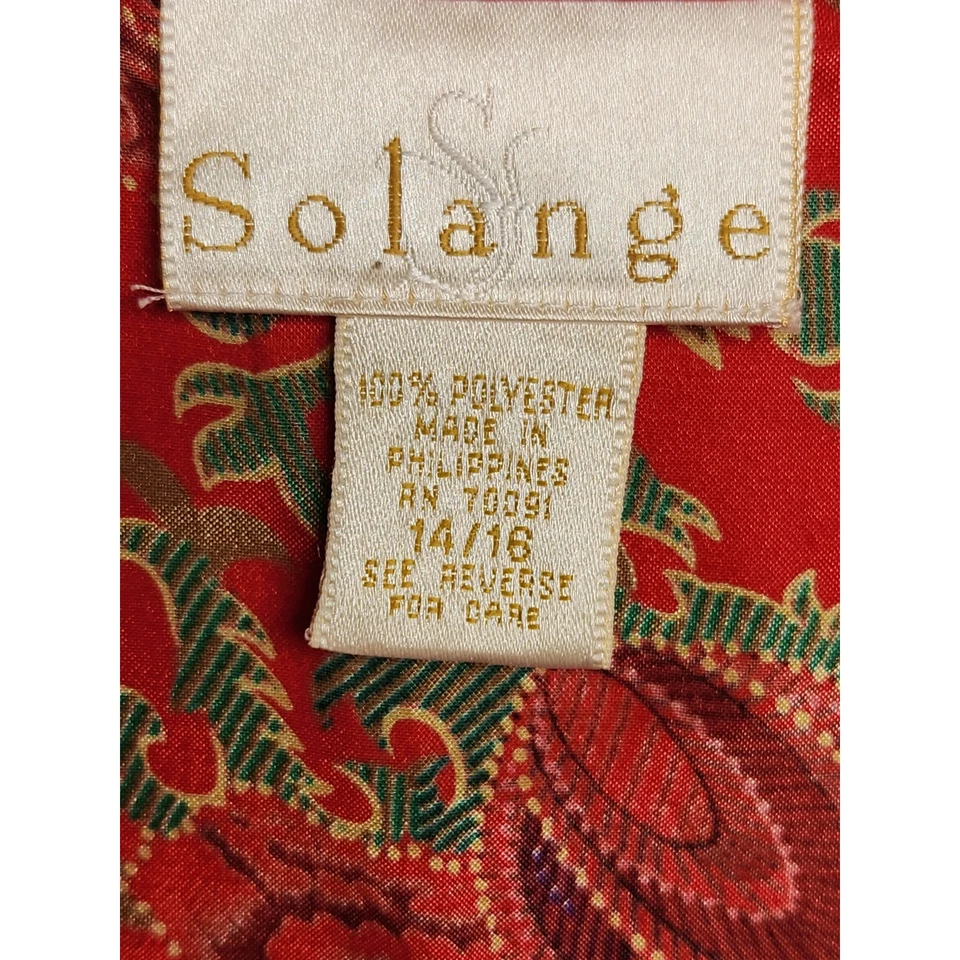 Solange
100% POLYESTER
MADE IN
PHILIPPINES
RN 70091
14/16
SEE REVERSE
FOR CARE